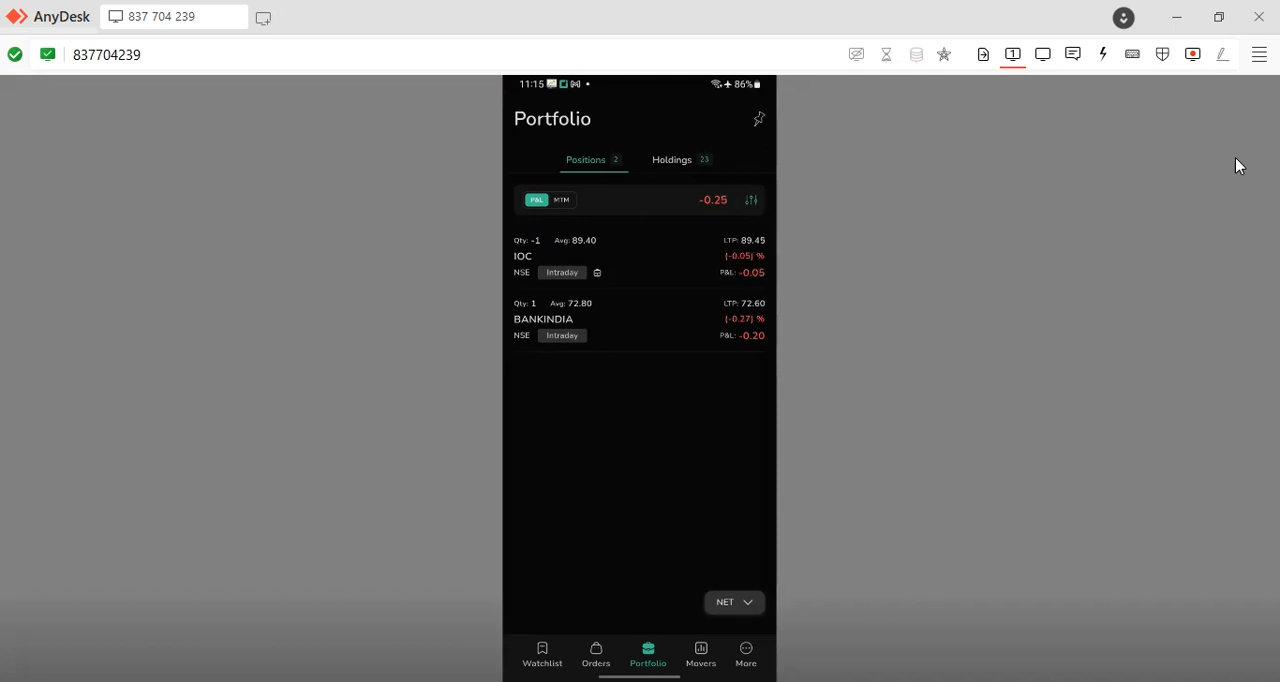 AnyDesk
837 704 239
837704239
1
11:15
86%
Portfolio
Positions 2
Holdings 23
P&L MTM
-0.25
Qty: -1 Avg: 89.40
LTP: 89.45
IOC
(-0.05) %
NSE Intraday
P&L: -0.05
Qty: 1 Avg: 72.80
LTP: 72.60
BANKINDIA
(-0.27) %
NSE Intraday
P&L: -0.20
NET
Watchlist Orders Portfolio Movers More